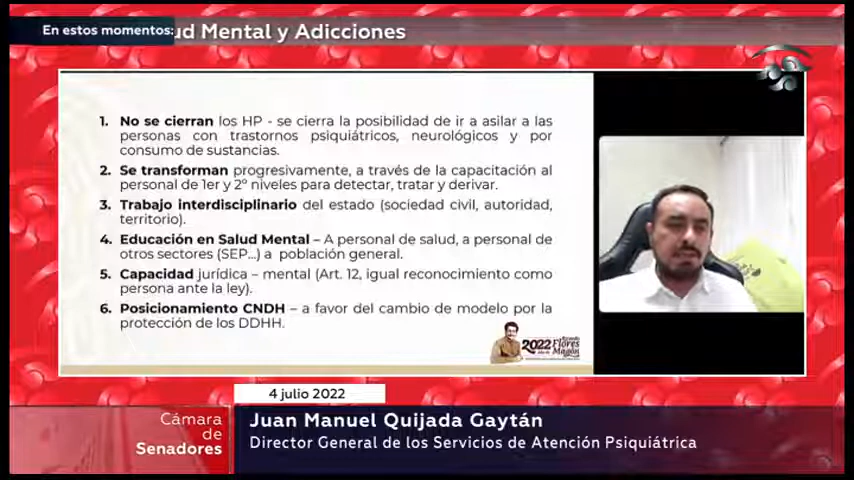 En estos momentos:
ud Mental y Adicciones
1. No se cierran los HP - se cierra la posibilidad de ir a asilar a las
personas con trastornos psiquiátricos, neurológicos y por
consumo de sustancias.
2. Se transforman progresivamente, a través de la capacitación al
personal de 1er y 2º niveles para detectar, tratar y derivar.
3. Trabajo interdisciplinario del estado (sociedad civil, autoridad,
territorio).
4. Educación en Salud Mental – A personal de salud, a personal de
otros sectores (SEP...) a población general.
5. Capacidad jurídica – mental (Art. 12, igual reconocimiento como
persona ante la ley).
6. Posicionamiento CNDH – a favor del cambio de modelo por la
protección de los DDHH.
2022 Flores
Magón
4 julio 2022
Cámara
de
Senadores
Juan Manuel Quijada Gaytán
Director General de los Servicios de Atención Psiquiátrica